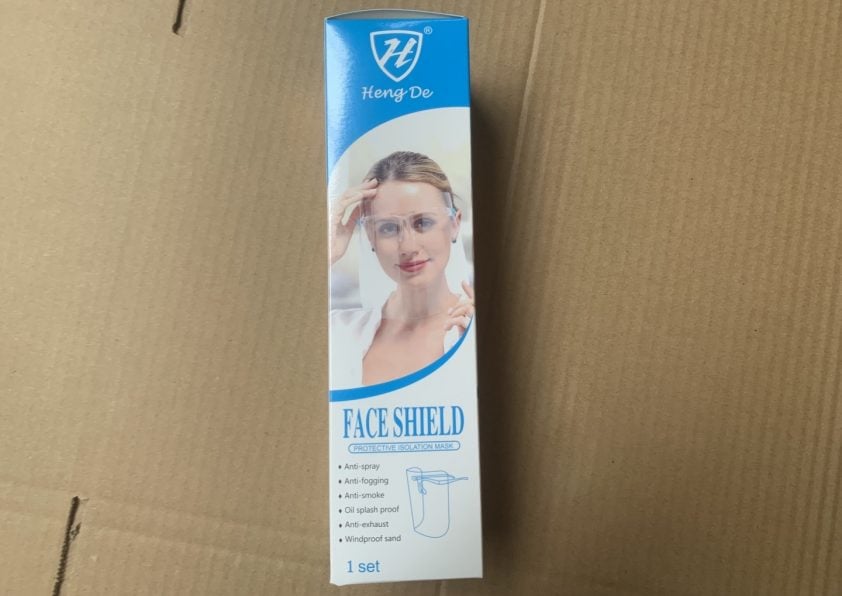 H®
Heng De
FACE SHIELD
PROTECTIVE ISOLATION MASK
♦ Anti-spray
♦ Anti-fogging
♦ Anti-smoke
♦ Oil splash proof
♦ Anti-exhaust
♦ Windproof sand
1 set